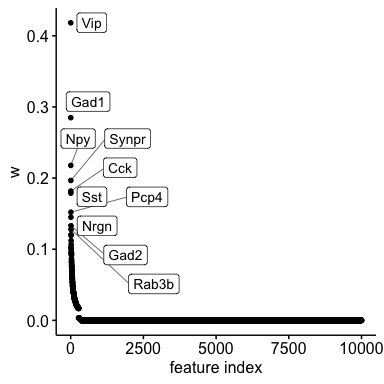 Vip
0.4
0.3
Gad1
Npy
Synpr
Cck
w
0.2
Sst
Pcp4
Nrgn
0.1
Gad2
Rab3b
0.0
0
2500
5000
7500
10000
feature index